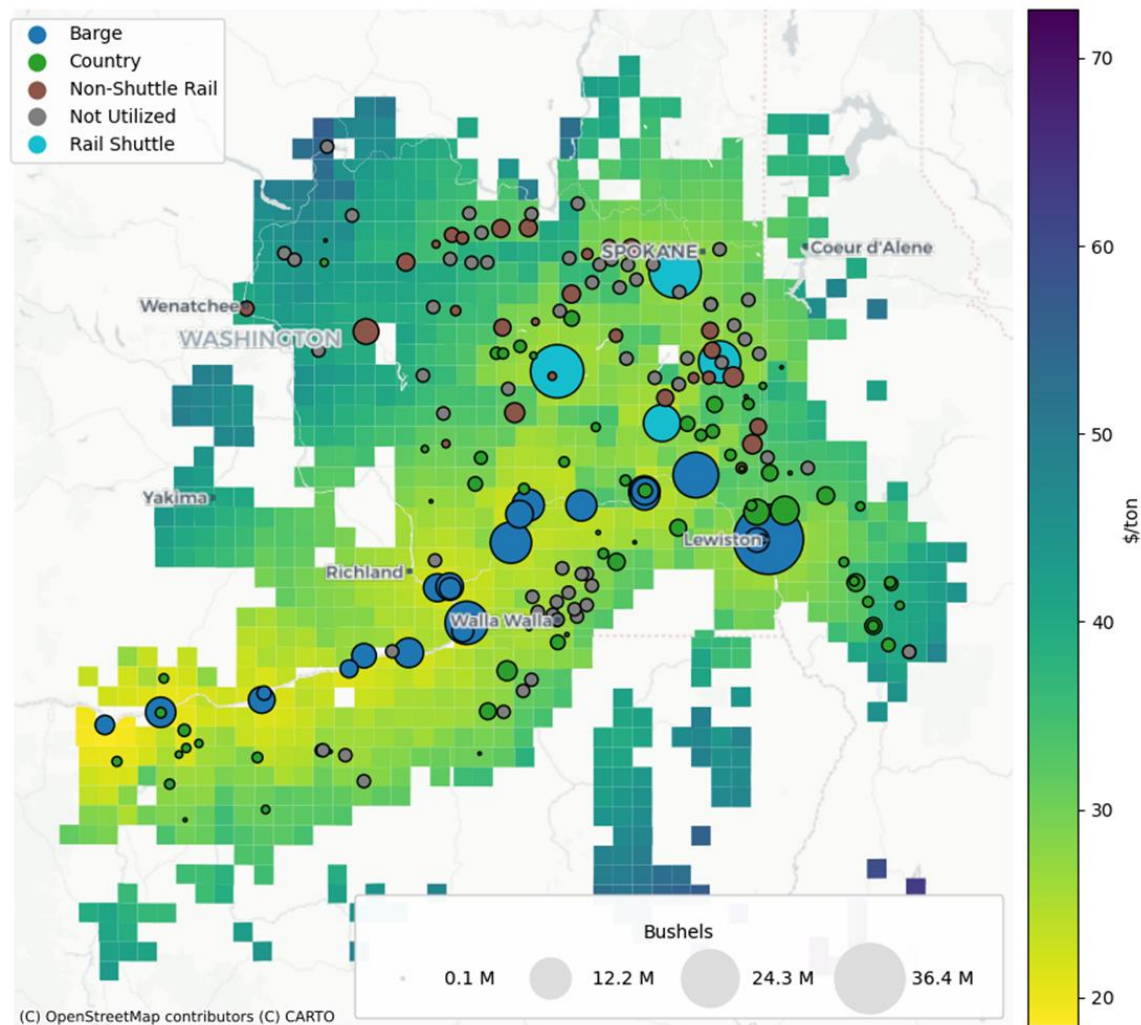 Barge
Country
Non-Shuttle Rail
Not Utilized
Rail Shuttle
70
60
50
40
30
20
$/ton
SPOKANE
Coeur d'Alene
Wenatchee
WASHINGTON
Yakima
Lewiston
Richland
Walla Walla
Bushels
0.1 M 12.2 M 24.3 M 36.4 M
(C) OpenStreetMap contributors (C) CARTO